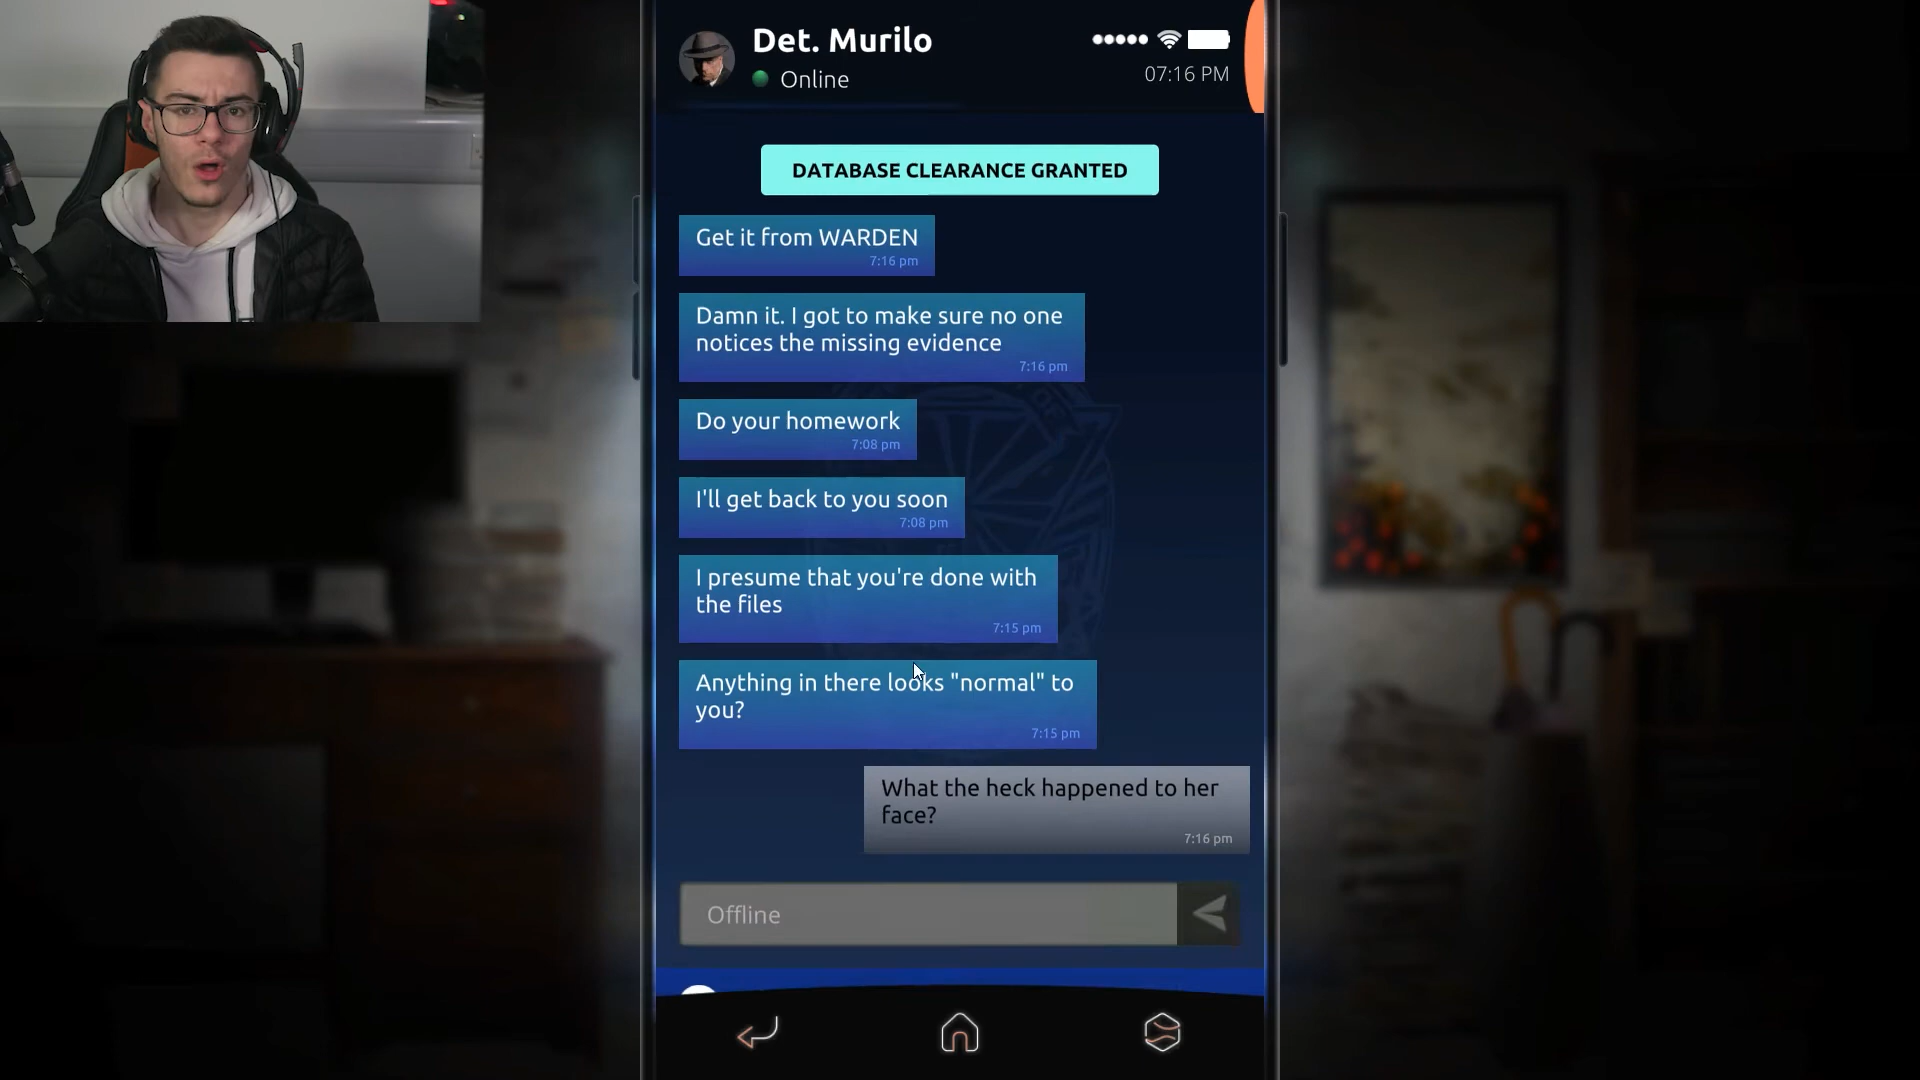 Det. Murilo
Online
07:16 PM
DATABASE CLEARANCE GRANTED
Get it from WARDEN
7:16 pm
Damn it. I got to make sure no one
notices the missing evidence
7:16 pm
Do your homework
7:08 pm
I'll get back to you soon
7:08 pm
I presume that you're done with
the files
7:15 pm
Anything in there looks "normal" to
you?
7:15 pm
What the heck happened to her
face?
7:16 pm
Offline